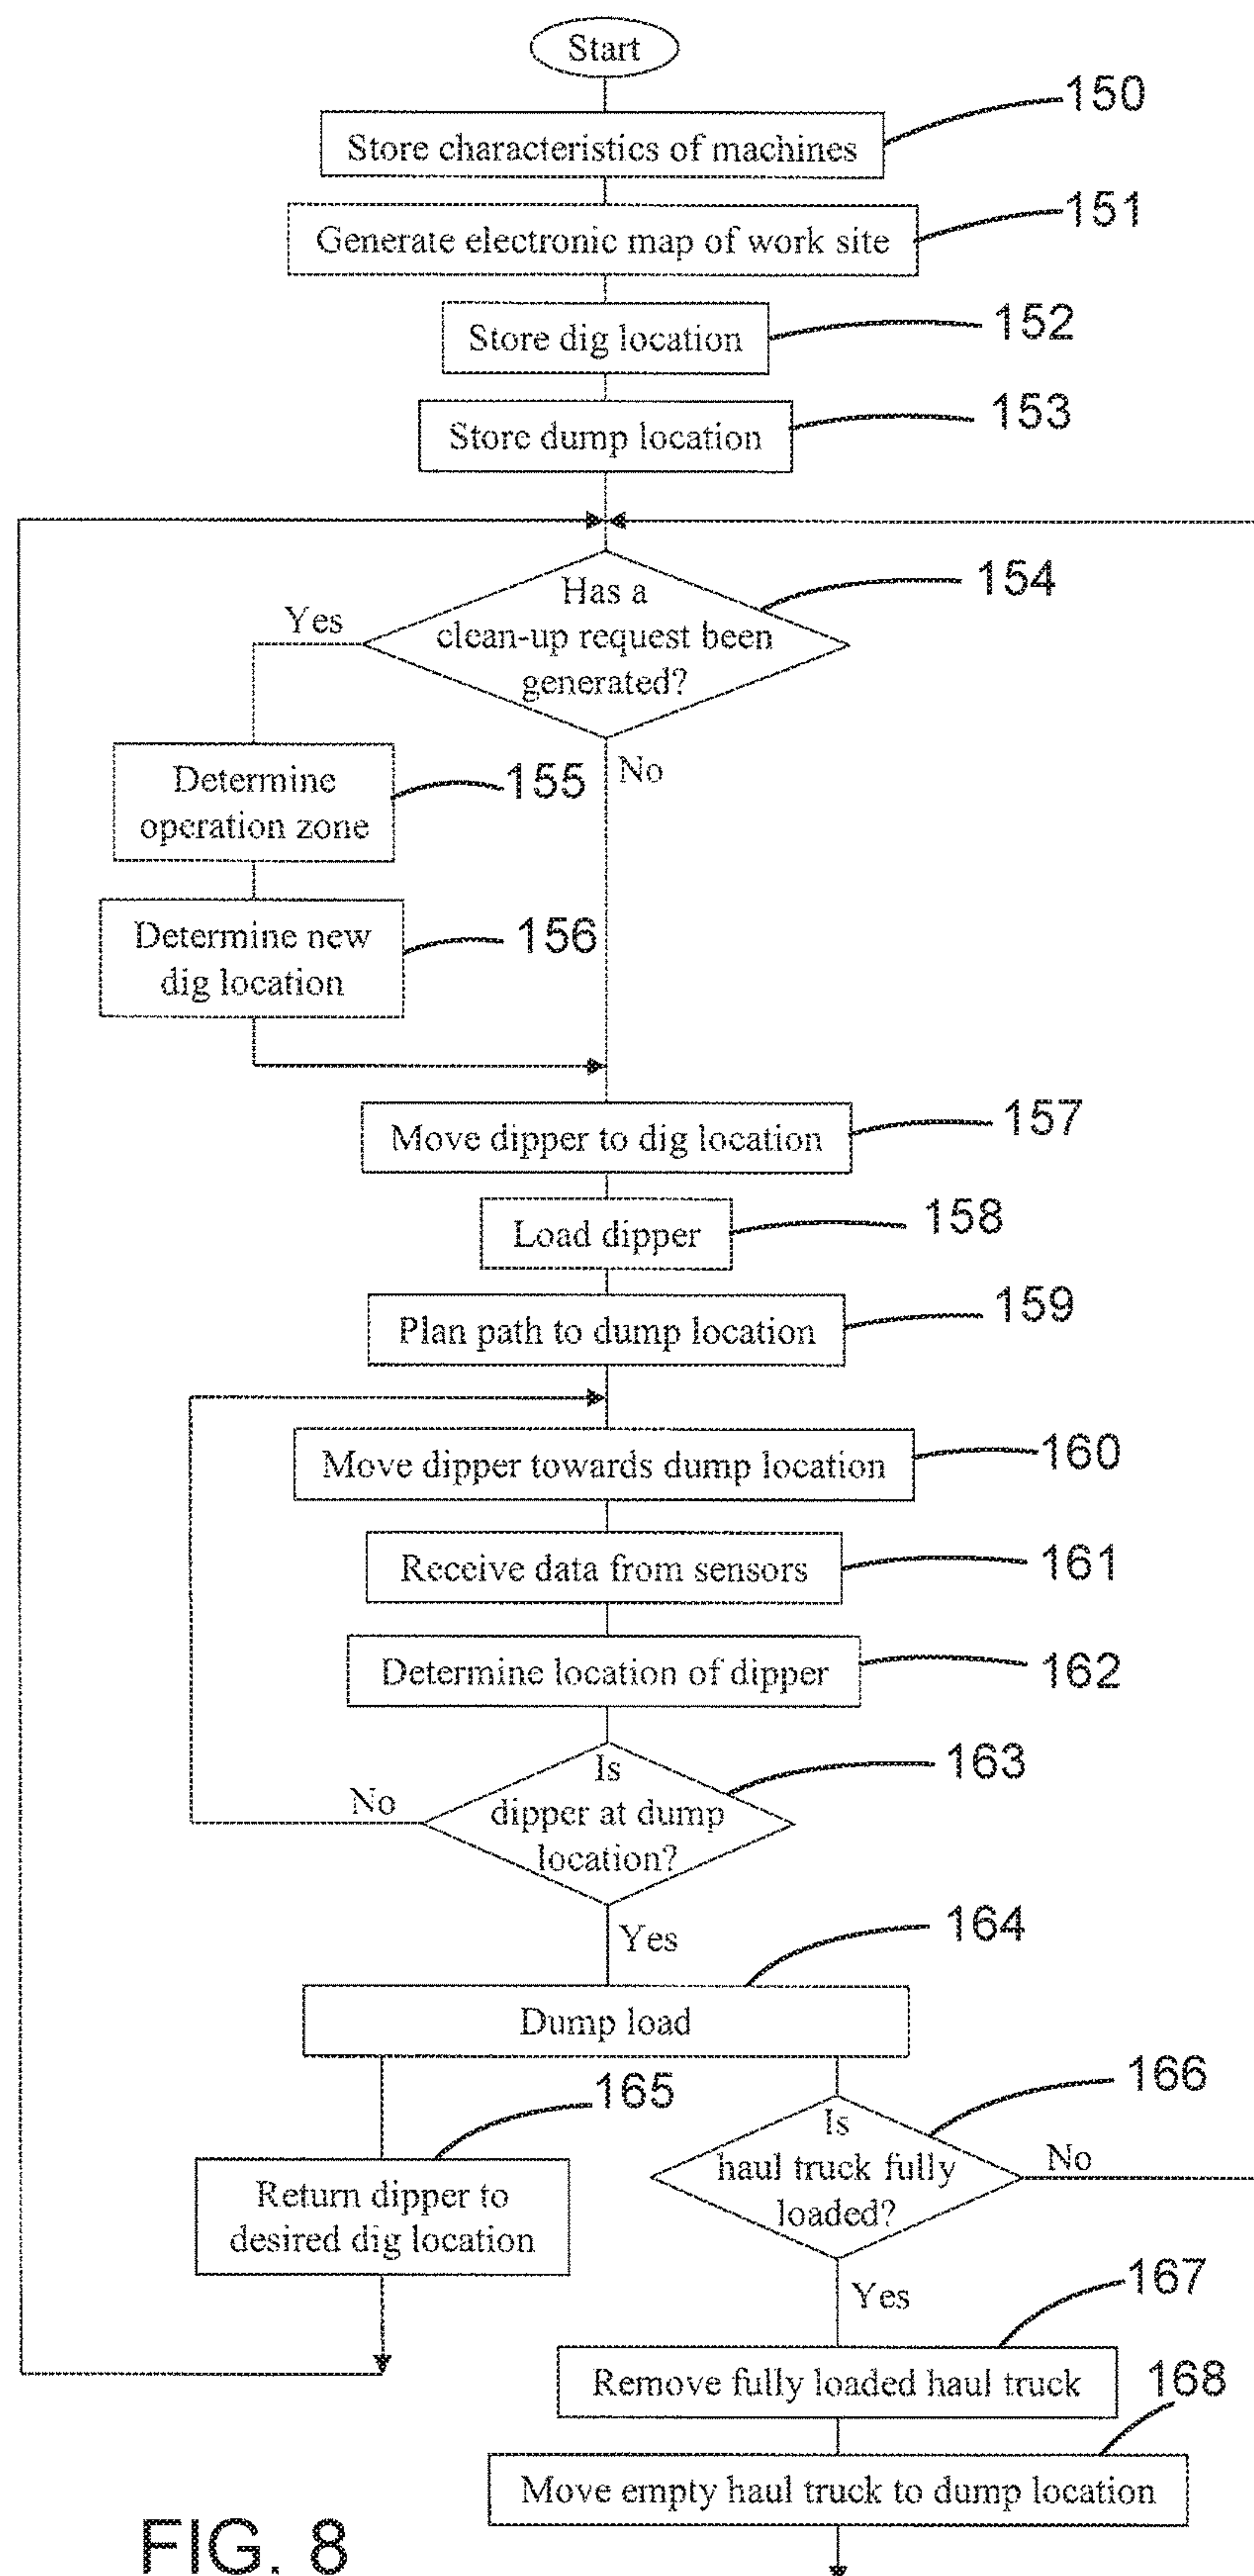 Start
150
Store characteristics of machines
151
Generate electronic map of work site
152
Store dig location
153
Store dump location
154
Has a
clean-up request been
generated?
Yes
No
155
Determine
operation zone
156
Determine new
dig location
157
Move dipper to dig location
158
Load dipper
159
Plan path to dump location
160
Move dipper towards dump location
161
Receive data from sensors
162
Determine location of dipper
163
Is
dipper at dump
location?
No
Yes
164
Dump load
165
Return dipper to
desired dig location
166
Is
haul truck fully
loaded?
No
Yes
167
Remove fully loaded haul truck
168
Move empty haul truck to dump location
FIG. 8